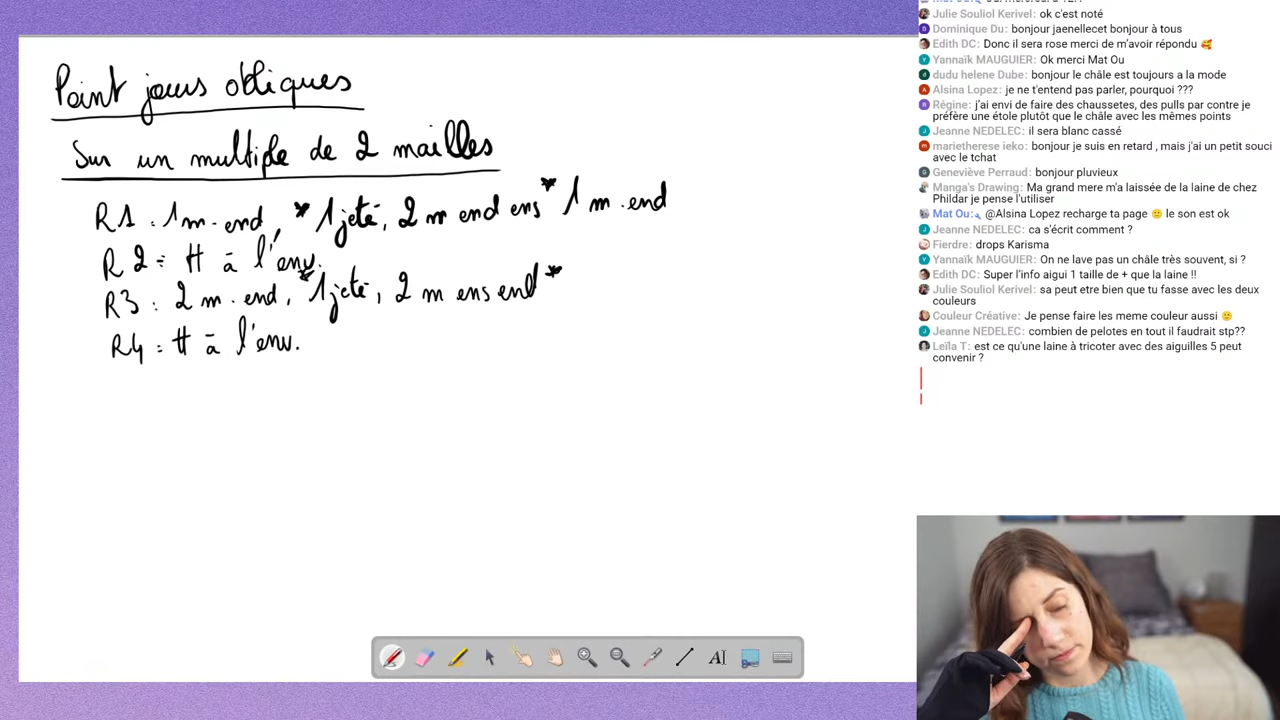 Point jours obliques
Sur un multiple de 2 mailles
R1 : 1 m. end, * 1 jeté, 2 m end ens * 1 m. end
R2 = tt à l'env.
R3 : 2 m. end, * 1 jeté, 2 m ens end *
R4 = tt à l'env.
Julie Souliol Kerivel: ok c'est noté
Dominique Du: bonjour jaenellecet bonjour à tous
Edith DC: Donc il sera rose merci de m'avoir répondu 🥰
Yannaïk MAUGUIER: Ok merci Mat Ou
dudu helene Dube: bonjour le châle est toujours a la mode
Alsina Lopez: je ne t'entend pas parler, pourquoi ???
Régine: j'ai envi de faire des chaussetes, des pulls par contre je
préfère une étole plutôt que le châle avec les mêmes points
Jeanne NEDELEC: il sera blanc cassé
marietherese ieko: bonjour je suis en retard , mais j'ai un petit souci
avec le tchat
Geneviève Perraud: bonjour pluvieux
Manga's Drawing: Ma grand mere m'a laissée de la laine de chez
Phildar je pense l'utiliser
Mat Ou: @Alsina Lopez recharge ta page 🙂 le son est ok
Jeanne NEDELEC: ca s'écrit comment ?
Fierdre: drops Karisma
Yannaïk MAUGUIER: On ne lave pas un châle très souvent, si ?
Edith DC: Super l'info aigui 1 taille de + que la laine !!
Julie Souliol Kerivel: sa peut etre bien que tu fasse avec les deux
couleurs
Couleur Créative: Je pense faire les meme couleur aussi 🙂
Jeanne NEDELEC: combien de pelotes en tout il faudrait stp??
Leïla T: est ce qu'une laine à tricoter avec des aiguilles 5 peut
convenir ?
AI